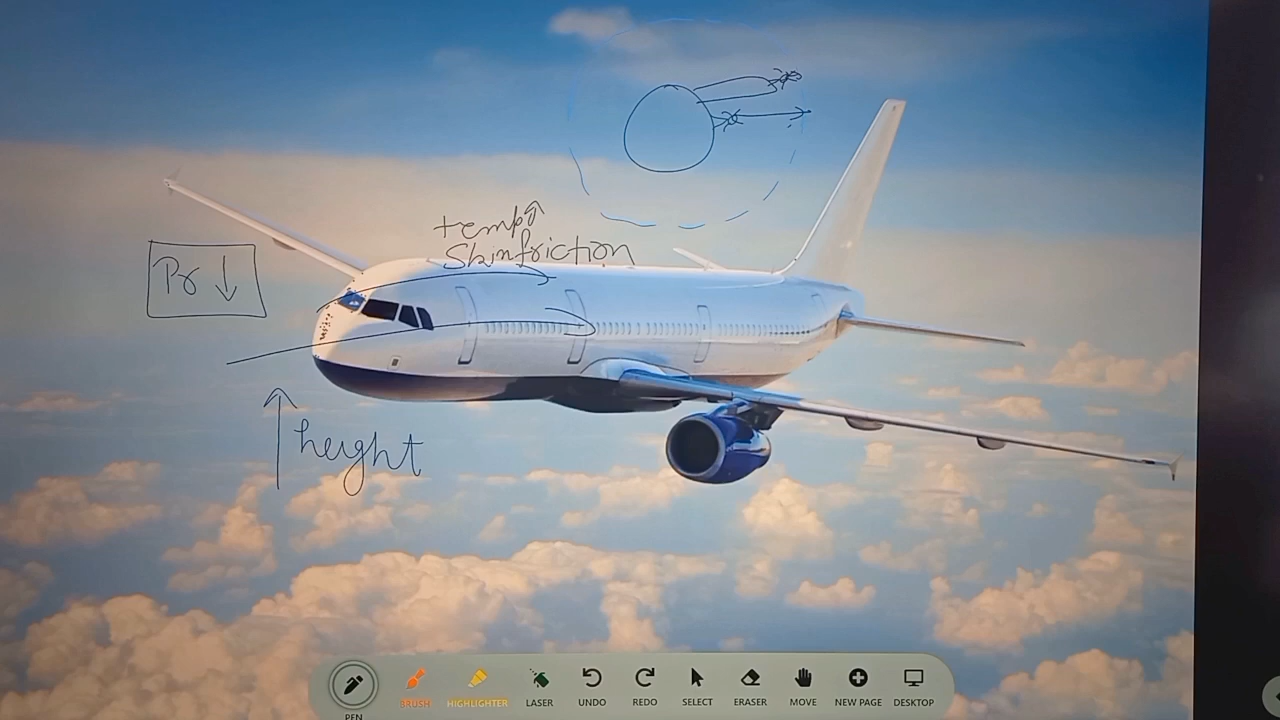 temp ↑
Skinfriction
Pr ↓
↑ height
PEN
BRUSH
HIGHLIGHTER
LASER
UNDO
REDO
SELECT
ERASER
MOVE
NEW PAGE
DESKTOP